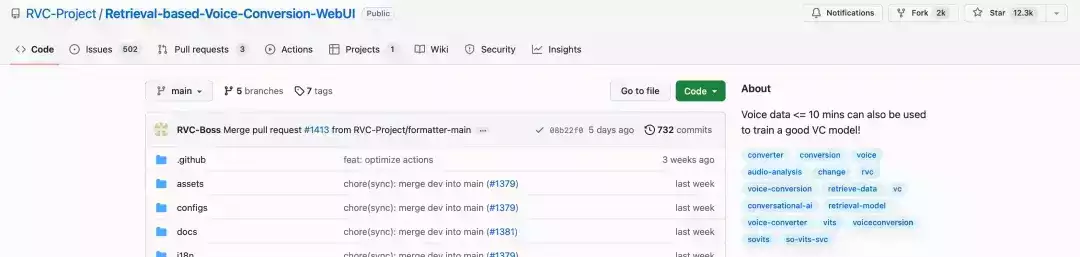 RVC-Project / Retrieval-based-Voice-Conversion-WebUI Public Notifications Fork 2k Star 12.3k
Code Issues 502 Pull requests 3 Actions Projects 1 Wiki Security Insights
main 5 branches 7 tags Go to file Code About
Voice data <= 10 mins can also be used
to train a good VC model!
RVC-Boss Merge pull request #1413 from RVC-Project/formatter-main ... 08b22f0 5 days ago 732 commits
.github feat: optimize actions 3 weeks ago
assets chore(sync): merge dev into main (#1379) last week
configs chore(sync): merge dev into main (#1379) last week
docs chore(sync): merge dev into main (#1381) last week
i18n chore(sync): merge dev into main (#1379) last week
converter conversion voice
audio-analysis change rvc
voice-conversion retrieve-data vc
conversational-ai retrieval-model
voice-converter vits voiceconversion
sovits so-vits-svc